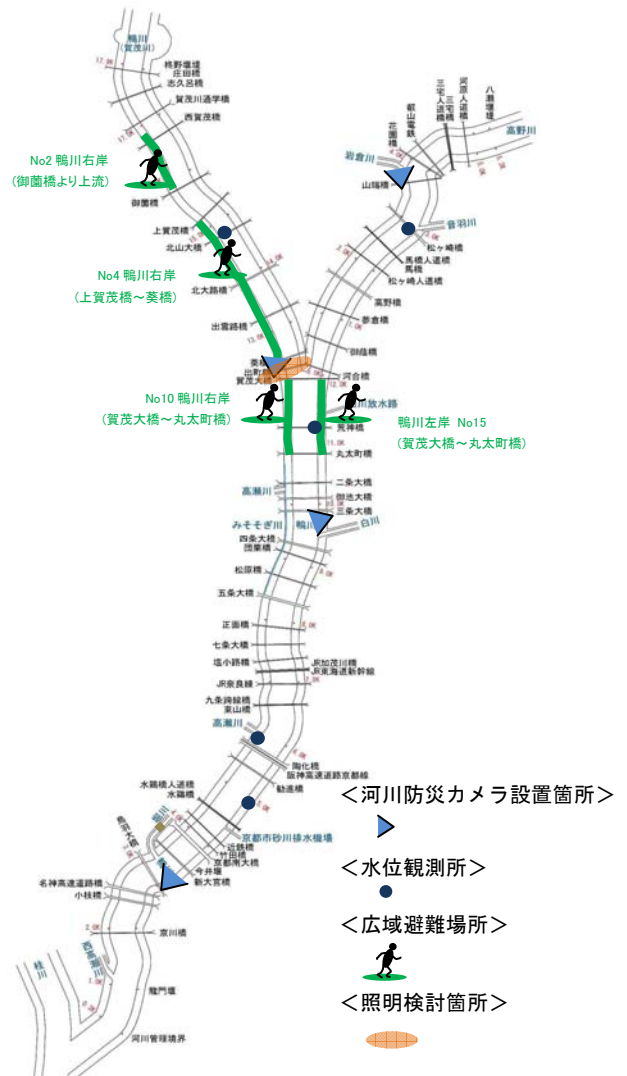 鴨川
(賀茂川)
柊野堰堤
庄田橋
志久呂橋
賀茂川通学橋
西賀茂橋
No2 鴨川右岸
(御薗橋より上流)
御薗橋
上賀茂橋
北山大橋
No4 鴨川右岸
(上賀茂橋～葵橋)
北大路橋
出雲路橋
八瀬堰堤
河原人道橋
三宅橋
三宅人道橋
叡山電鉄
花園橋
高野川
岩倉川
山端橋
音羽川
松ヶ崎橋
馬橋人道橋
馬橋
松ヶ崎人道橋
高野橋
蓼倉橋
御蔭橋
河合橋
賀茂大橋
No10 鴨川右岸
(賀茂大橋～丸太町橋)
川放水路
鴨川左岸 No15
(賀茂大橋～丸太町橋)
荒神橋
丸太町橋
二条大橋
高瀬川
御池大橋
三条大橋
みそそぎ川
鴨川
白川
四条大橋
団栗橋
松原橋
五条大橋
正面橋
七条大橋
塩小路橋
JR加茂川橋
JR東海道新幹線
JR奈良線
九条跨線橋
東山橋
高瀬川
陶化橋
阪神高速道路京都線
勧進橋
水鶏橋人道橋
水鶏橋
京都市砂川排水機場
近鉄橋
竹田橋
京都南大橋
今井堰
新大宮橋
名神高速道路橋
小枝橋
京川橋
西高瀬川
桂川
龍門堰
河川管理境界
＜河川防災カメラ設置箇所＞
＜水位観測所＞
＜広域避難場所＞
＜照明検討箇所＞